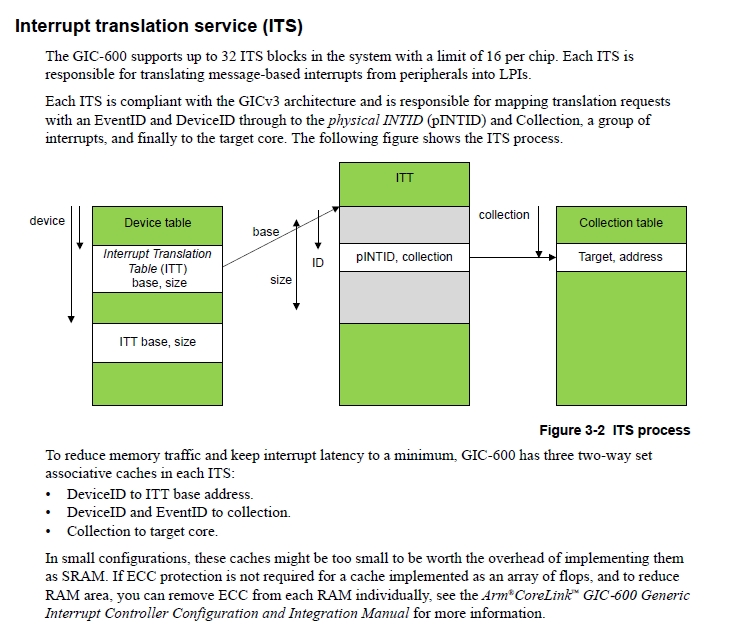 Interrupt translation service (ITS)
The GIC-600 supports up to 32 ITS blocks in the system with a limit of 16 per chip. Each ITS is
responsible for translating message-based interrupts from peripherals into LPIs.
Each ITS is compliant with the GICv3 architecture and is responsible for mapping translation requests
with an EventID and DeviceID through to the physical INTID (pINTID) and Collection, a group of
interrupts, and finally to the target core. The following figure shows the ITS process.
device
Device table
Interrupt Translation
Table (ITT)
base, size
ITT base, size
base
size
ID
ITT
pINTID, collection
collection
Collection table
Target, address
Figure 3-2 ITS process
To reduce memory traffic and keep interrupt latency to a minimum, GIC-600 has three two-way set
associative caches in each ITS:
• DeviceID to ITT base address.
• DeviceID and EventID to collection.
• Collection to target core.
In small configurations, these caches might be too small to be worth the overhead of implementing them
as SRAM. If ECC protection is not required for a cache implemented as an array of flops, and to reduce
RAM area, you can remove ECC from each RAM individually, see the Arm® CoreLink™ GIC-600 Generic
Interrupt Controller Configuration and Integration Manual for more information.